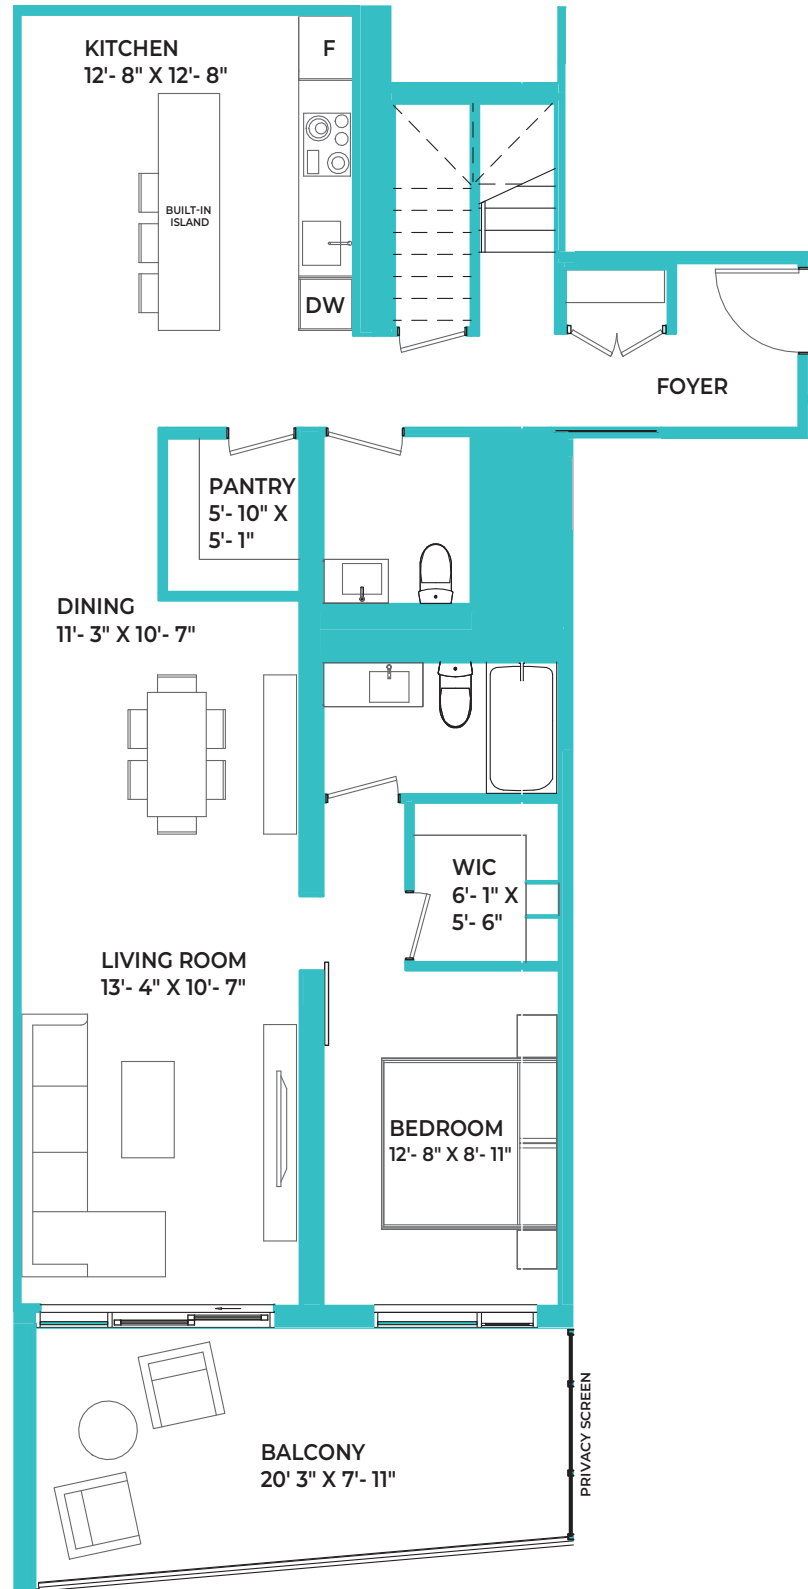 KITCHEN
12'- 8" X 12'- 8"
F
BUILT-IN
ISLAND
DW
FOYER
PANTRY
5'- 10" X
5'- 1"
DINING
11'- 3" X 10'- 7"
WIC
6'- 1" X
5'- 6"
LIVING ROOM
13'- 4" X 10'- 7"
BEDROOM
12'- 8" X 8'- 11"
BALCONY
20' 3" X 7'- 11"
PRIVACY SCREEN